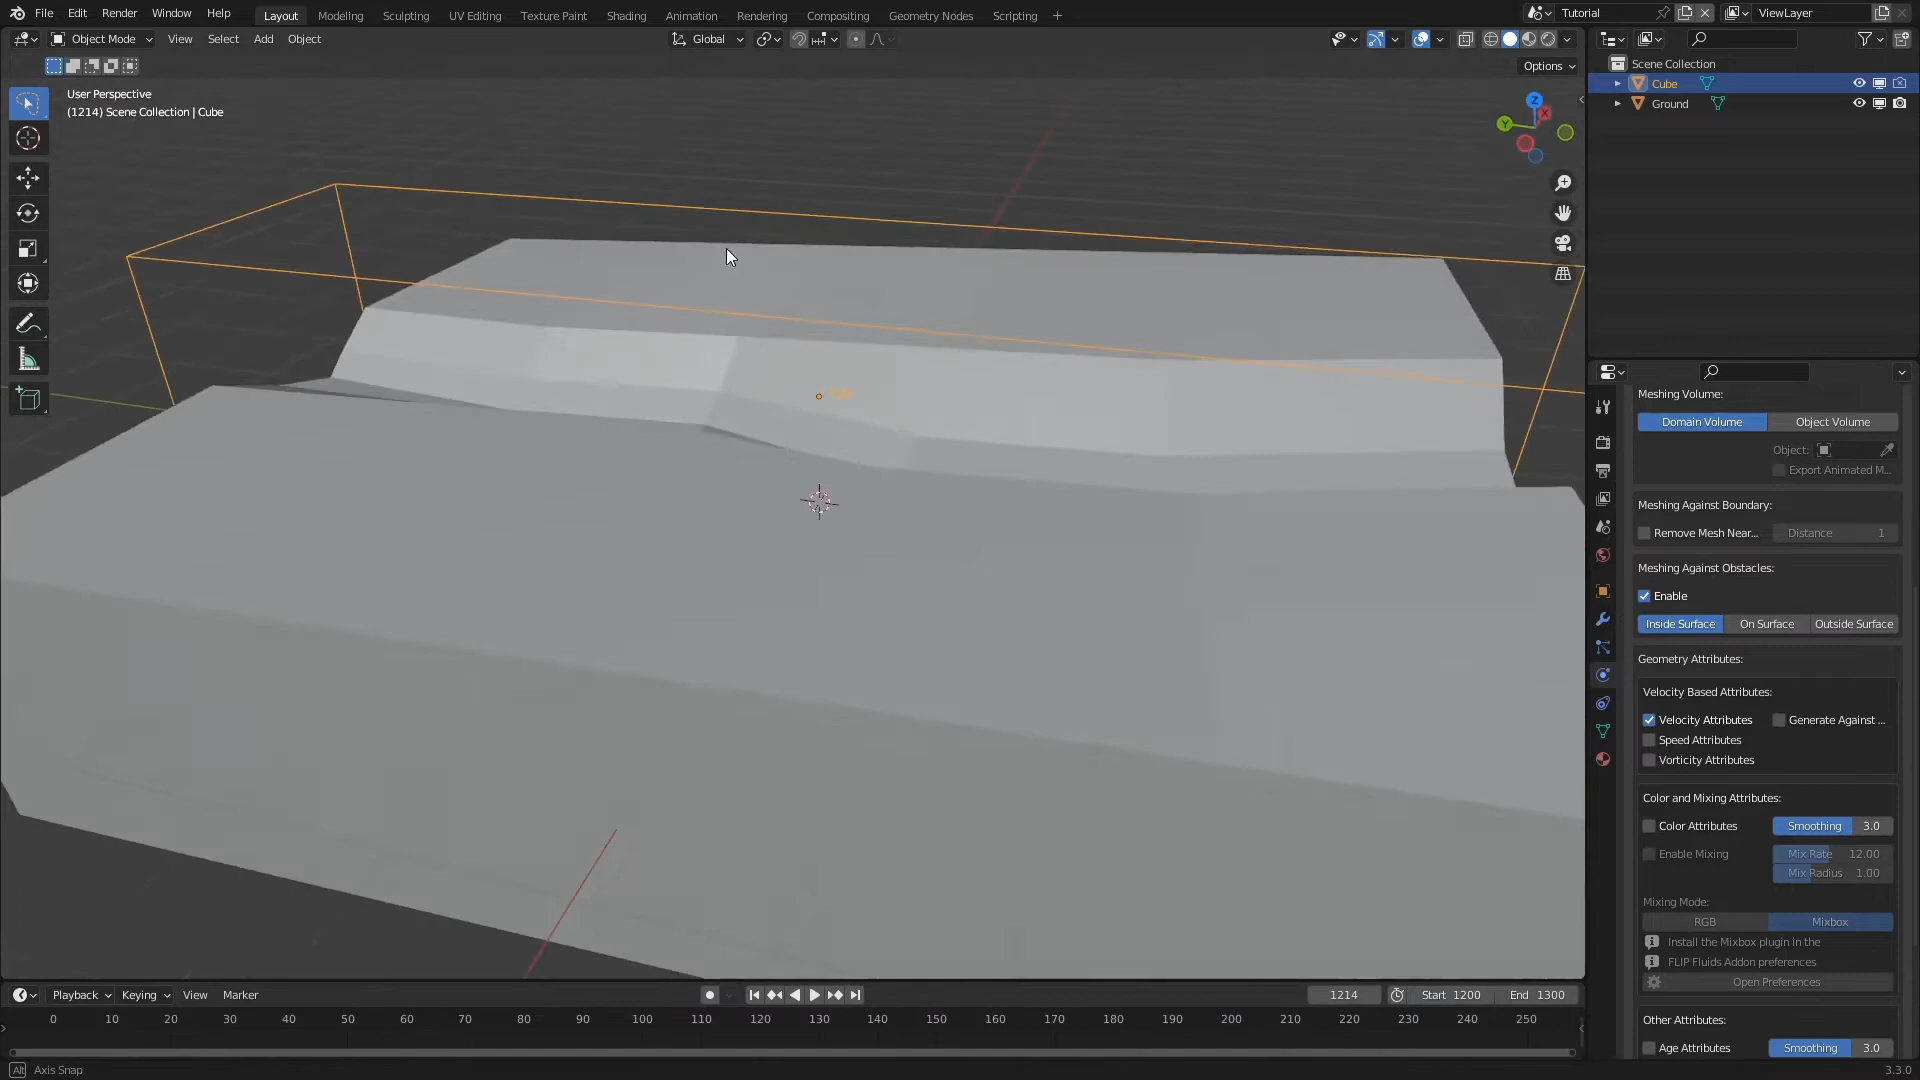 File Edit Render Window Help Layout Modeling Sculpting UV Editing Texture Paint Shading Animation Rendering Compositing Geometry Nodes Scripting + Tutorial ViewLayer
Object Mode View Select Add Object Global
Options
User Perspective
(1214) Scene Collection | Cube
Z
X
Y
Scene Collection
Cube
Ground
Meshing Volume:
Domain Volume Object Volume
Object:
Export Animated M...
Meshing Against Boundary:
Remove Mesh Near... Distance 1
Meshing Against Obstacles:
Enable
Inside Surface On Surface Outside Surface
Geometry Attributes:
Velocity Based Attributes:
Velocity Attributes Generate Against ...
Speed Attributes
Vorticity Attributes
Color and Mixing Attributes:
Color Attributes Smoothing 3.0
Enable Mixing Mix Rate 12.00
Mix Radius 1.00
Mixing Mode:
RGB Mixbox
Install the Mixbox plugin in the
FLIP Fluids Addon preferences
Open Preferences
Other Attributes:
Age Attributes Smoothing 3.0
Cube
Playback Keying View Marker 1214 Start 1200 End 1300
0 10 20 30 40 50 60 70 80 90 100 110 120 130 140 150 160 170 180 190 200 210 220 230 240 250
Alt Axis Snap 3.3.0